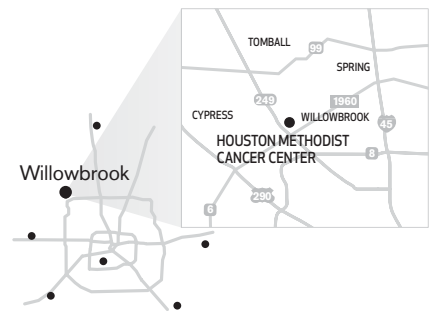 TOMBALL
99
SPRING
249
1960
CYPRESS
WILLOWBROOK
45
HOUSTON METHODIST
CANCER CENTER
8
Willowbrook
290
6